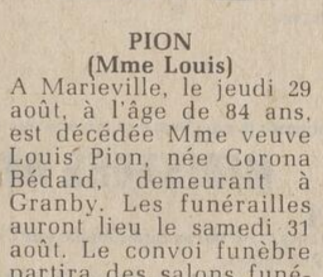 PION
(Mme Louis)
A Marieville, le jeudi 29
août, à l'âge de 84 ans,
est décédée Mme veuve
Louis Pion, née Corona
Bédard, demeurant à
Granby. Les funérailles
auront lieu le samedi 31
août. Le convoi funèbre
partira des salons funé-